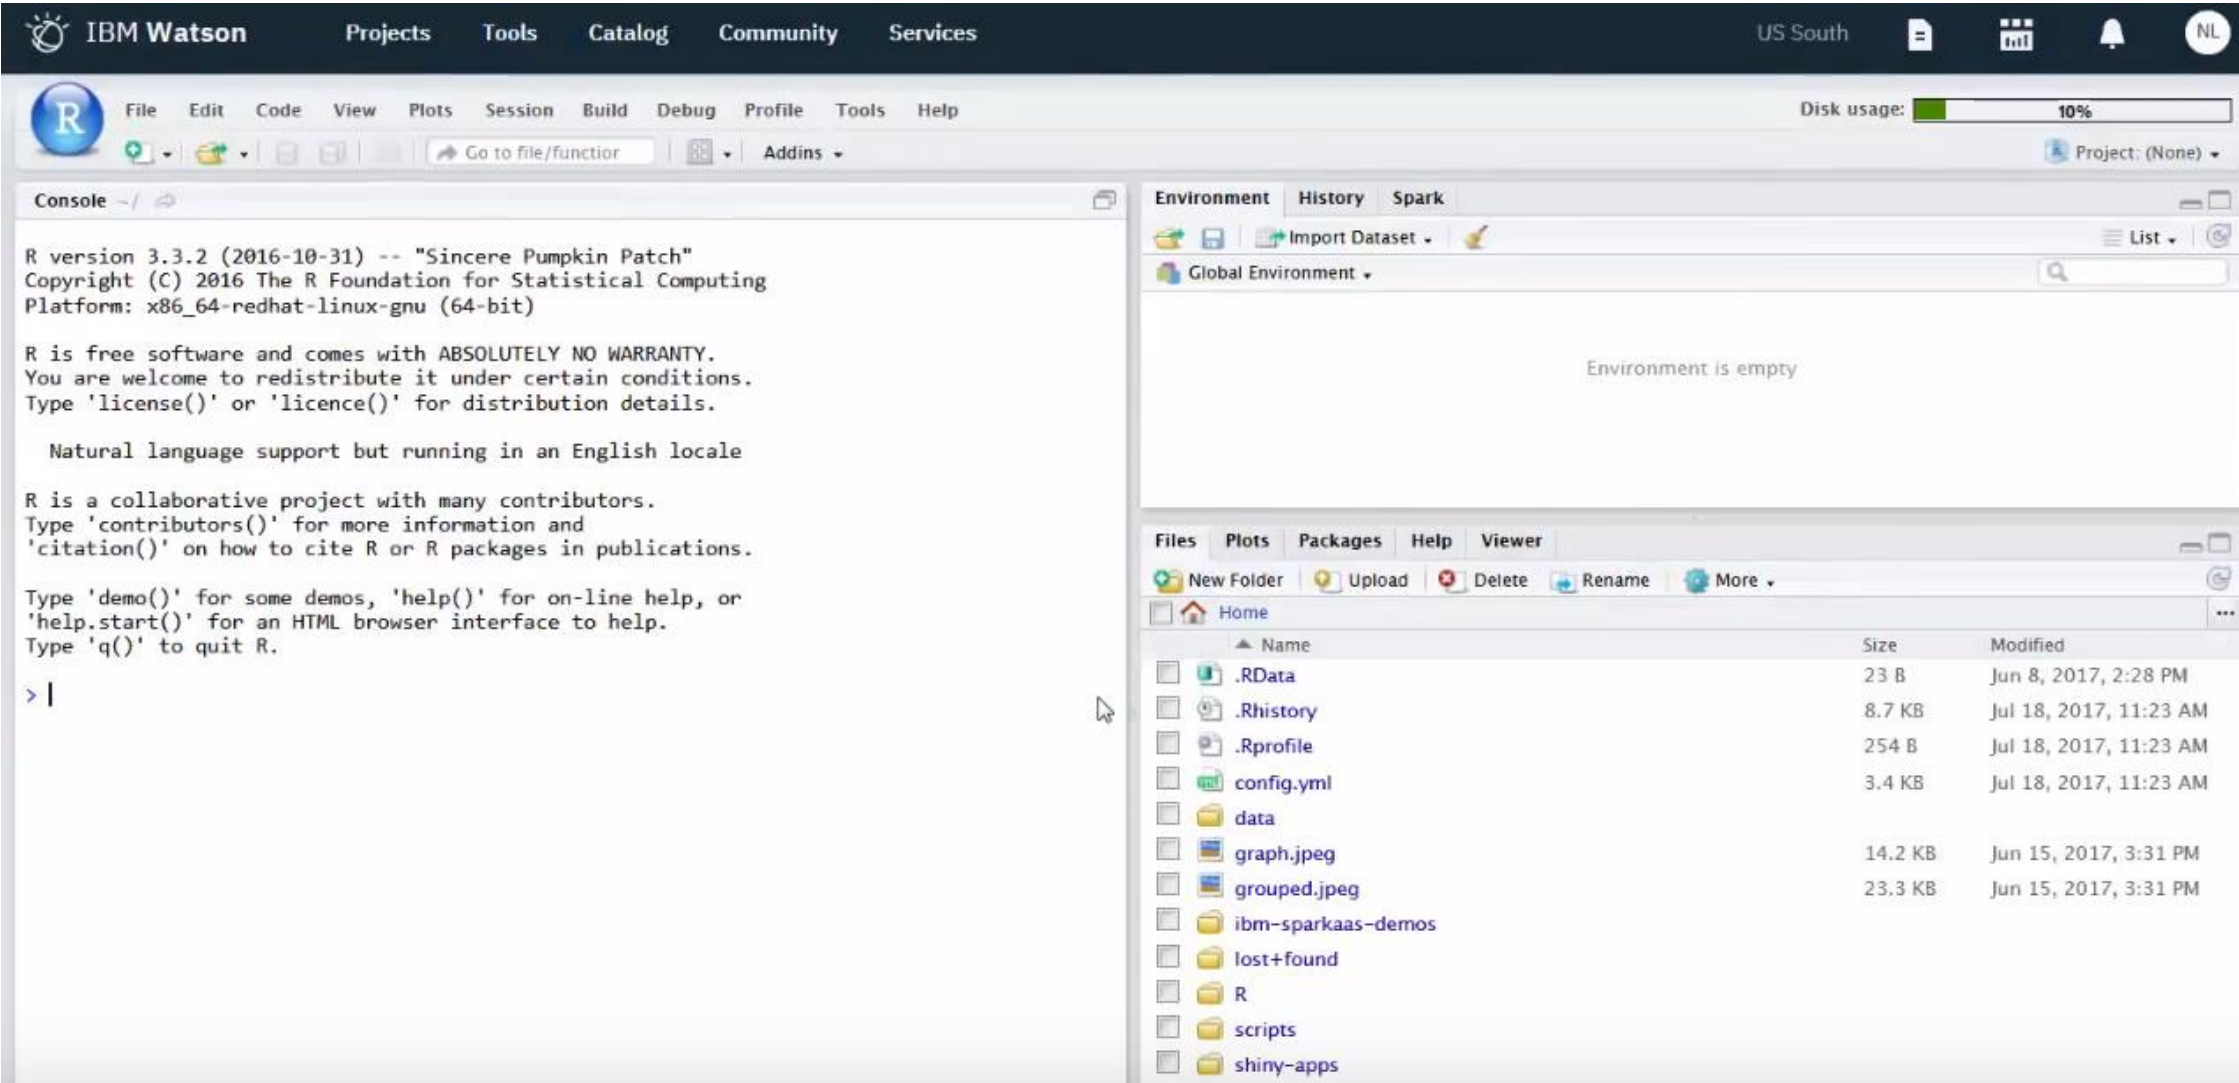 IBM Watson Projects Tools Catalog Community Services US South NL
File Edit Code View Plots Session Build Debug Profile Tools Help Disk usage: 10%
R
Go to file/function Addins Project: (None)
Console ~/
R version 3.3.2 (2016-10-31) -- "Sincere Pumpkin Patch"
Copyright (C) 2016 The R Foundation for Statistical Computing
Platform: x86_64-redhat-linux-gnu (64-bit)
R is free software and comes with ABSOLUTELY NO WARRANTY.
You are welcome to redistribute it under certain conditions.
Type 'license()' or 'licence()' for distribution details.
Natural language support but running in an English locale
R is a collaborative project with many contributors.
Type 'contributors()' for more information and
'citation()' on how to cite R or R packages in publications.
Type 'demo()' for some demos, 'help()' for on-line help, or
'help.start()' for an HTML browser interface to help.
Type 'q()' to quit R.
>
Environment History Spark
Import Dataset List
Global Environment
Environment is empty
Files Plots Packages Help Viewer
New Folder Upload Delete Rename More
Home ...
Name Size Modified
.RData 23 B Jun 8, 2017, 2:28 PM
.Rhistory 8.7 KB Jul 18, 2017, 11:23 AM
.Rprofile 254 B Jul 18, 2017, 11:23 AM
config.yml 3.4 KB Jul 18, 2017, 11:23 AM
data
graph.jpeg 14.2 KB Jun 15, 2017, 3:31 PM
grouped.jpeg 23.3 KB Jun 15, 2017, 3:31 PM
ibm-sparkaas-demos
lost+found
R
scripts
shiny-apps